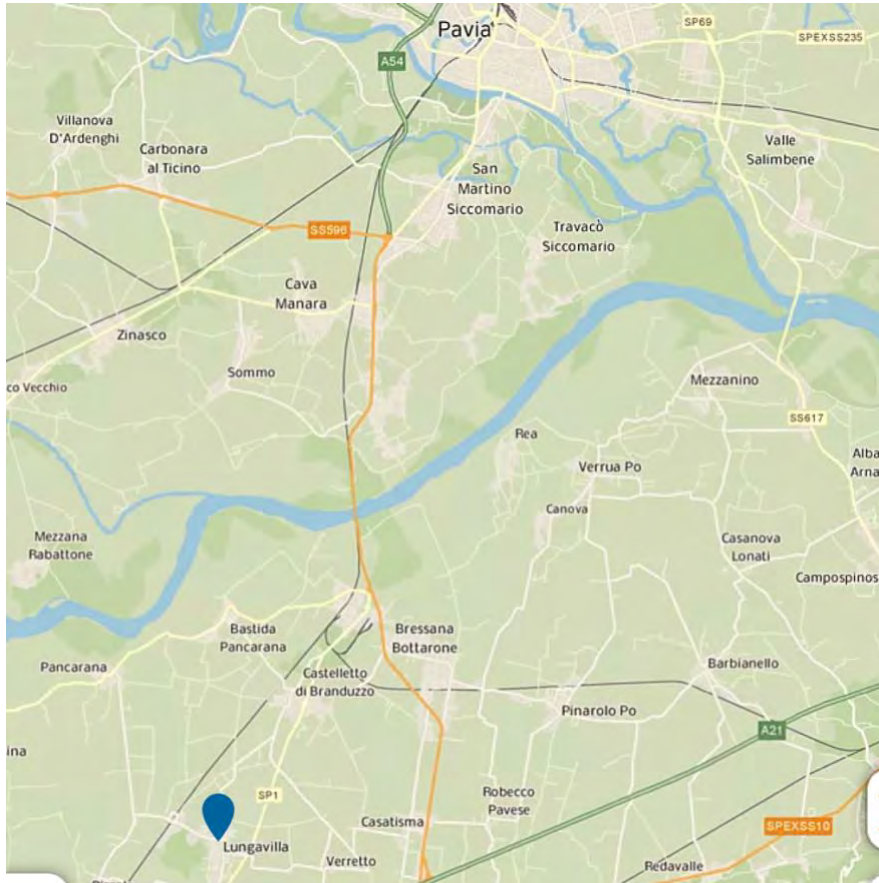 Pavia
SP69
SPEXSS235
A54
Villanova
D'Ardenghi
Carbonara
al Ticino
Valle
Salimbene
San
Martino
Siccomario
Travacò
Siccomario
SS596
Cava
Manara
Zinasco
co Vecchio
Sommo
Mezzanino
SS617
Rea
Verrua Po
Alba
Arna
Canova
Mezzana
Rabattone
Casanova
Lonati
Campospinos
Bastida
Pancarana
Bressana
Bottarone
Pancarana
Castelletto
di Branduzzo
Barbianello
Pinarolo Po
A21
ina
SP1
Robecco
Pavese
Casatisma
SPEXSS10
Lungavilla
Verretto
Redavalle